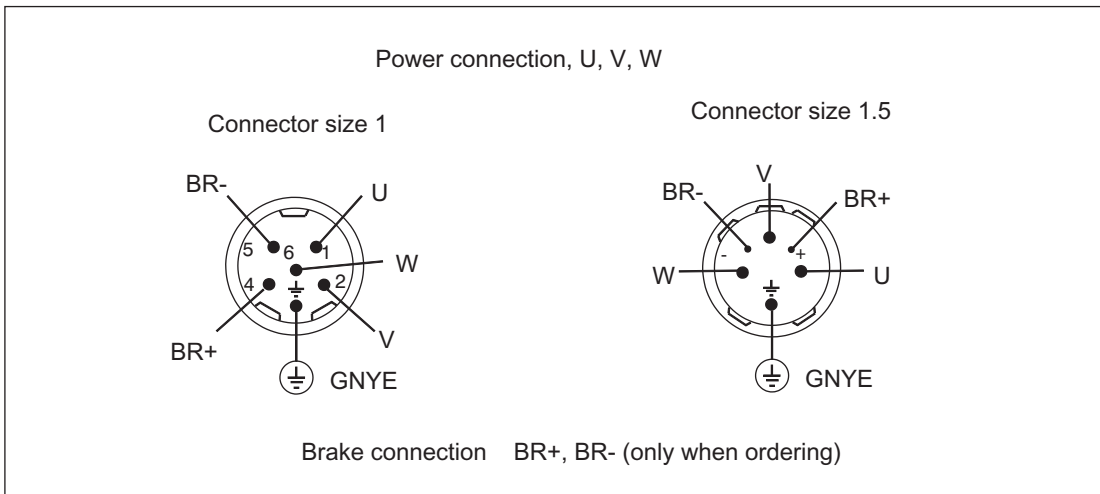 Power connection, U, V, W
Connector size 1
Connector size 1.5
BR-
U
5
6
1
W
4
2
BR+
V
GNYE
V
BR-
BR+
-
+
W
U
GNYE
Brake connection BR+, BR- (only when ordering)